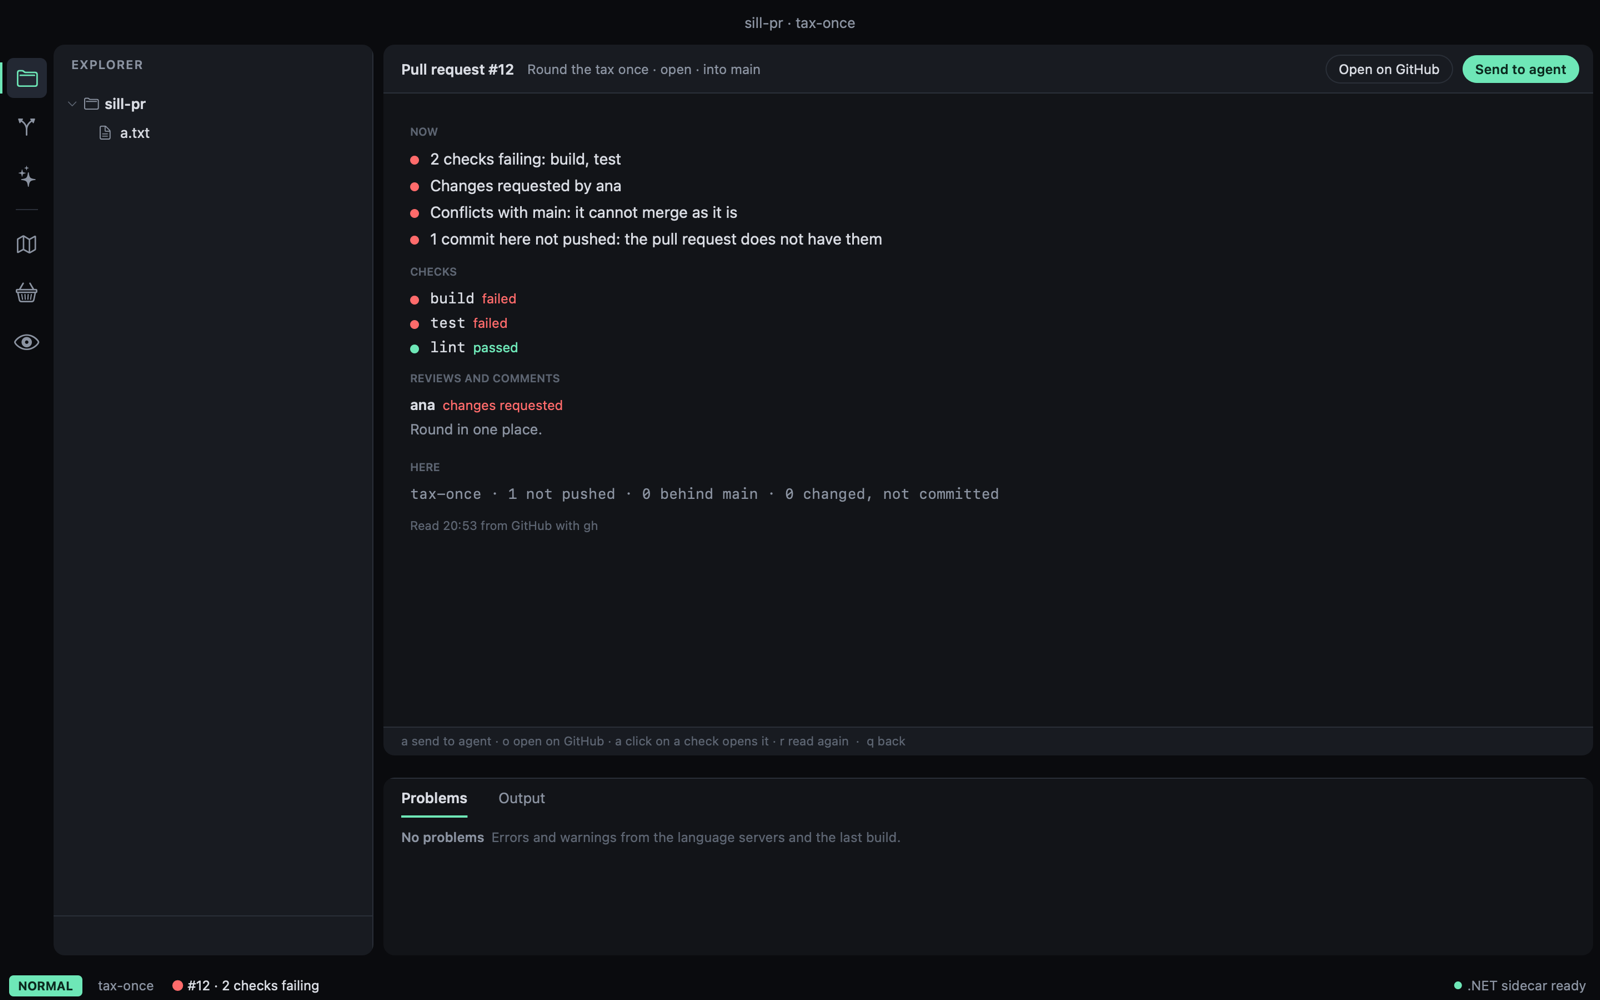 sill-pr · tax-once
EXPLORER
sill-pr
a.txt
Pull request #12 Round the tax once · open · into main
Open on GitHub
Send to agent
NOW
2 checks failing: build, test
Changes requested by ana
Conflicts with main: it cannot merge as it is
1 commit here not pushed: the pull request does not have them
CHECKS
build failed
test failed
lint passed
REVIEWS AND COMMENTS
ana changes requested
Round in one place.
HERE
tax-once · 1 not pushed · 0 behind main · 0 changed, not committed
Read 20:53 from GitHub with gh
a send to agent · o open on GitHub · a click on a check opens it · r read again · q back
Problems Output
No problems Errors and warnings from the language servers and the last build.
NORMAL tax-once #12 · 2 checks failing
.NET sidecar ready